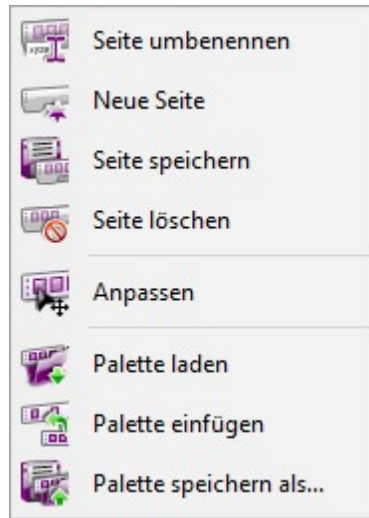 Seite umbenennen
Neue Seite
Seite speichern
Seite löschen
Anpassen
Palette laden
Palette einfügen
Palette speichern als...